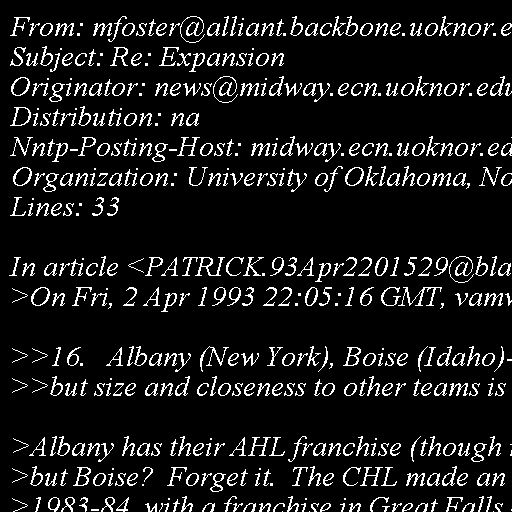 From: mfoster@alliant.backbone.uoknor.e
Subject: Re: Expansion
Originator: news@midway.ecn.uoknor.edu
Distribution: na
Nntp-Posting-Host: midway.ecn.uoknor.ed
Organization: University of Oklahoma, No
Lines: 33
In article <PATRICK.93Apr2201529@bla
>On Fri, 2 Apr 1993 22:05:16 GMT, vamw
>>16.   Albany (New York), Boise (Idaho)-
>>but size and closeness to other teams is
>Albany has their AHL franchise (though
>but Boise?  Forget it.  The CHL made an
>1983-84, with a franchise in Great Falls